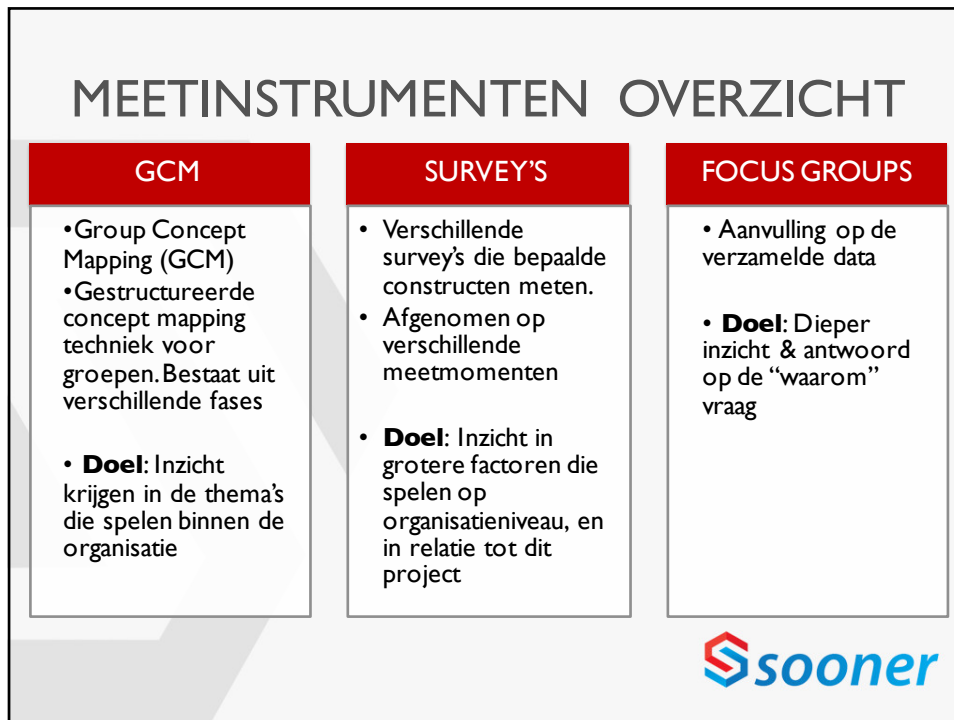 MEETINSTRUMENTEN OVERZICHT
GCM
•Group Concept
Mapping (GCM)
•Gestructureerde
concept mapping
techniek voor
groepen. Bestaat uit
verschillende fases
• Doel: Inzicht
krijgen in de thema's
die spelen binnen de
organisatie
SURVEY'S
• Verschillende
survey's die bepaalde
constructen meten.
• Afgenomen op
verschillende
meetmomenten
• Doel: Inzicht in
grotere factoren die
spelen op
organisatieniveau, en
in relatie tot dit
project
FOCUS GROUPS
• Aanvulling op de
verzamelde data
• Doel: Dieper
inzicht & antwoord
op de “waarom”
vraag
sooner